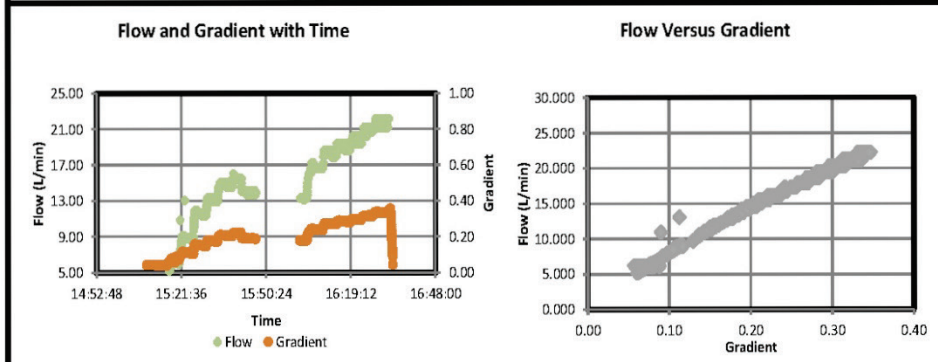 Flow and Gradient with Time
25.00
21.00
17.00
13.00
9.00
5.00
Flow (L/min)
1.00
0.80
0.60
0.40
0.20
0.00
Gradient
14:52:48 15:21:36 15:50:24 16:19:12 16:48:00
Time
Flow Gradient
Flow Versus Gradient
30.000
25.000
20.000
15.000
10.000
5.000
0.000
Flow (L/min)
0.00 0.10 0.20 0.30 0.40
Gradient